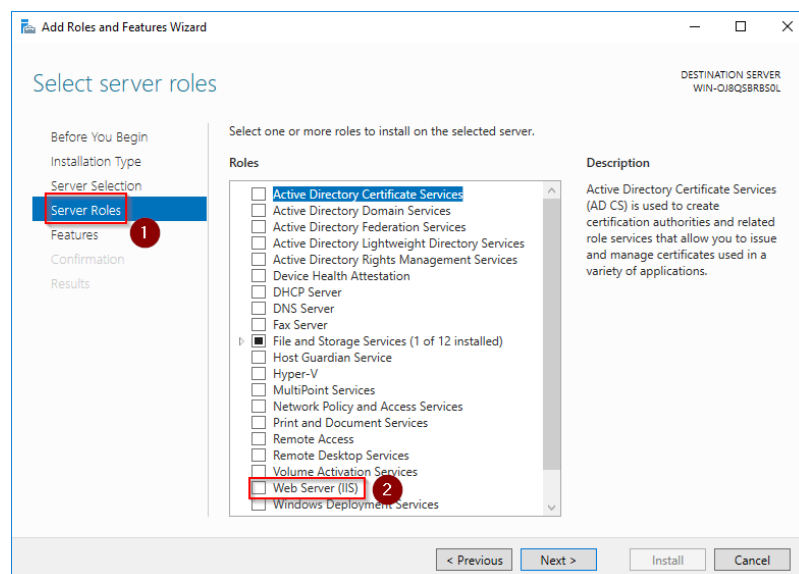 Add Roles and Features Wizard
Select server roles
DESTINATION SERVER
WIN-OJ8QSBRBS0L
Before You Begin
Installation Type
Server Selection
Server Roles
1
Features
Confirmation
Results
Select one or more roles to install on the selected server.
Roles
Active Directory Certificate Services
Active Directory Domain Services
Active Directory Federation Services
Active Directory Lightweight Directory Services
Active Directory Rights Management Services
Device Health Attestation
DHCP Server
DNS Server
Fax Server
File and Storage Services (1 of 12 installed)
Host Guardian Service
Hyper-V
MultiPoint Services
Network Policy and Access Services
Print and Document Services
Remote Access
Remote Desktop Services
Volume Activation Services
Web Server (IIS)
2
Windows Deployment Services
Description
Active Directory Certificate Services
(AD CS) is used to create
certification authorities and related
role services that allow you to issue
and manage certificates used in a
variety of applications.
< Previous
Next >
Install
Cancel